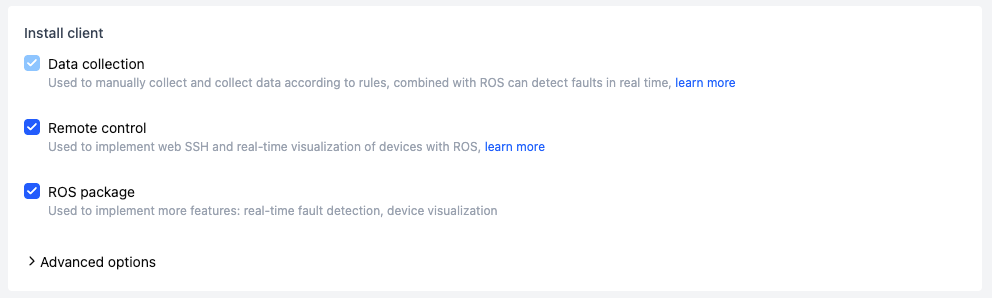 Install client
Data collection
Used to manually collect and collect data according to rules, combined with ROS can detect faults in real time, learn more
Remote control
Used to implement web SSH and real-time visualization of devices with ROS, learn more
ROS package
Used to implement more features: real-time fault detection, device visualization
Advanced options